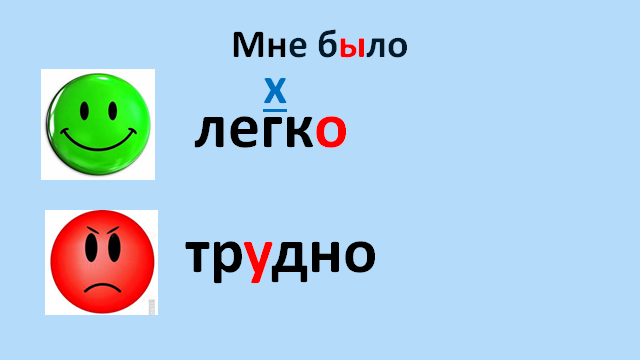 Мне было
х
легко
трудно